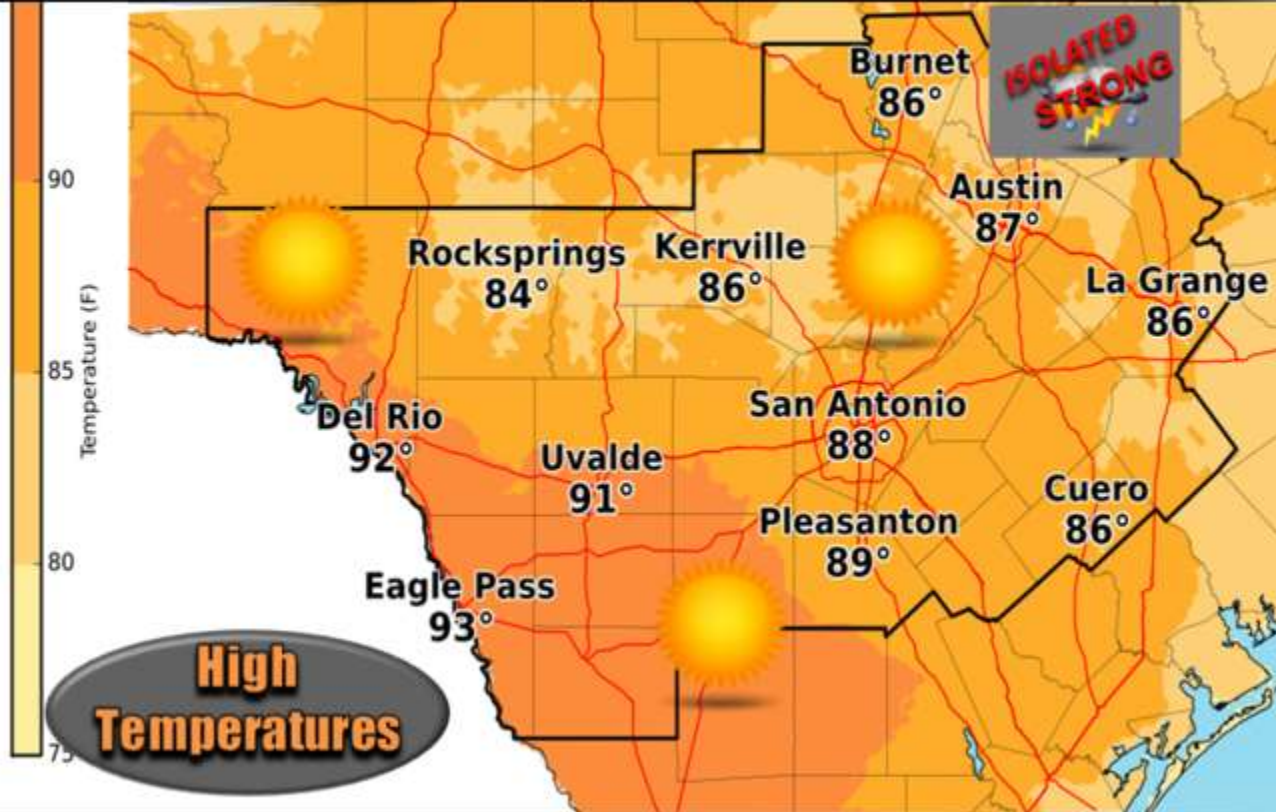 ISOLATED
STRONG
Burnet
86°
Austin
87°
90
Rocksprings
84°
Kerrville
86°
La Grange
86°
Temperature (F)
85
Del Rio
92°
San Antonio
88°
Uvalde
91°
Cuero
86°
Pleasanton
89°
80
Eagle Pass
93°
High
Temperatures
75